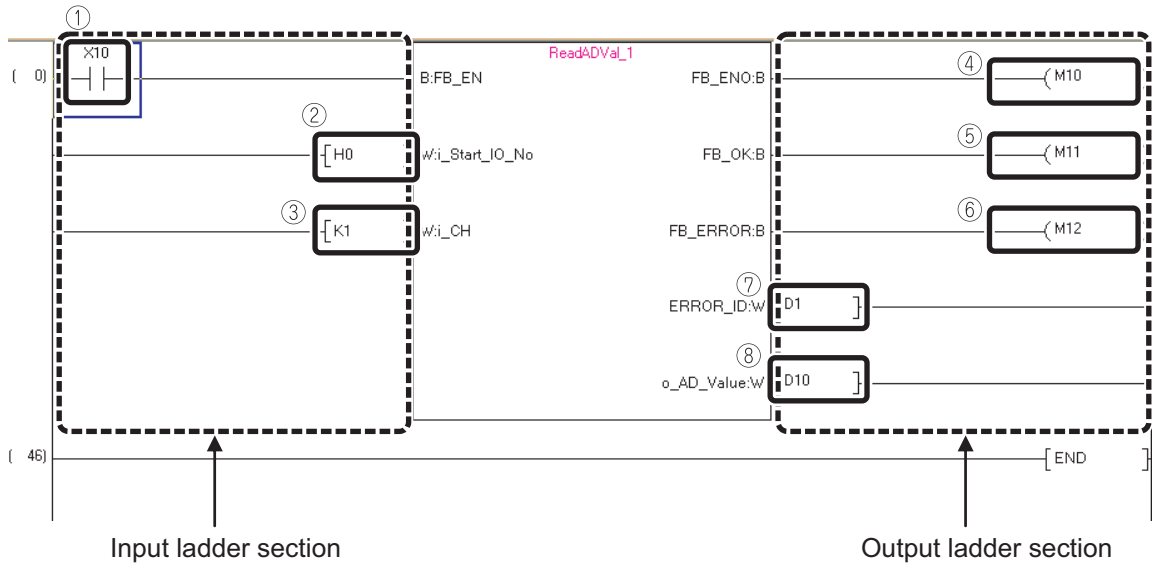 ①
X10
ReadADVal_1
( 0)
B:FB_EN
FB_ENO:B
④
M10
②
H0
W:i_Start_IO_No
FB_OK:B
⑤
M11
③
K1
W:i_CH
FB_ERROR:B
⑥
M12
⑦
ERROR_ID:W
D1
⑧
o_AD_Value:W
D10
( 46)
END
Input ladder section
Output ladder section